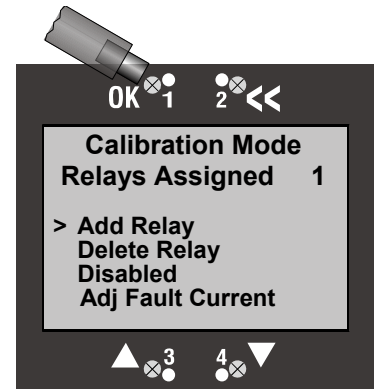 OK 1 2 <<
Calibration Mode
Relays Assigned 1
> Add Relay
Delete Relay
Disabled
Adj Fault Current
3 4